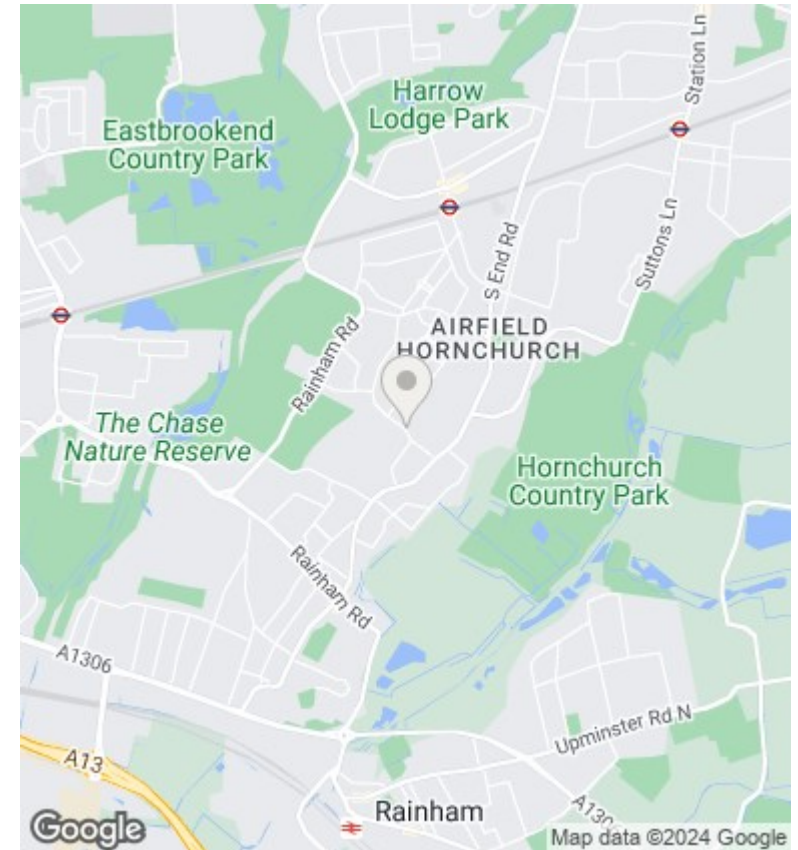 Station Ln
Harrow
Lodge Park
Eastbrookend
Country Park
Suttons Ln
S End Rd
AIRFIELD
HORNCHURCH
Rainham Rd
The Chase
Nature Reserve
Hornchurch
Country Park
Rainham Rd
A1306
Upminster Rd N
A13
A130
Rainham
Google
Map data ©2024 Google